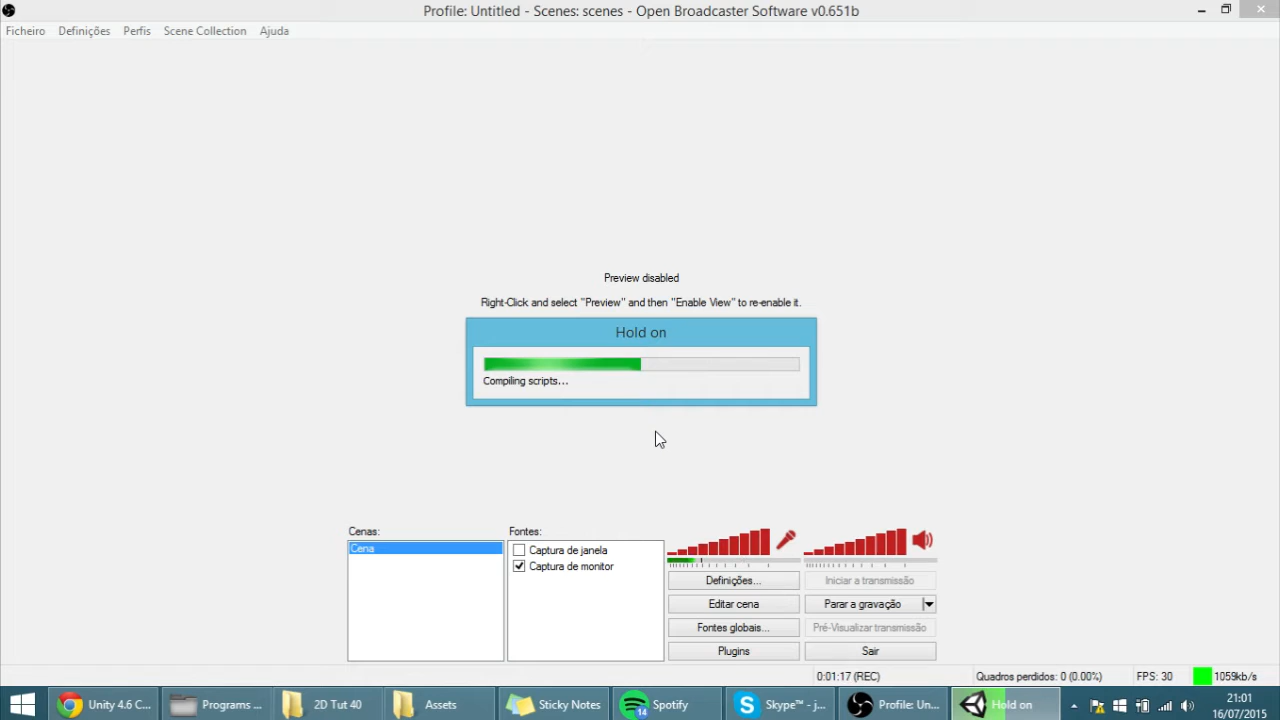 Profile: Untitled - Scenes: scenes - Open Broadcaster Software v0.651b
Ficheiro Definições Perfis Scene Collection Ajuda
Preview disabled
Right-Click and select "Preview" and then "Enable View" to re-enable it.
Hold on
Compiling scripts...
Cenas: Fontes:
Cena
Captura de janela
Captura de monitor
Definições... Iniciar a transmissão
Editar cena Parar a gravação
Fontes globais... Pré-Visualizar transmissão
Plugins Sair
0:01:17 (REC) Quadros perdidos: 0 (0.00%) FPS: 30 1059kb/s
Unity 4.6 C... Programs ... 2D Tut 40 Assets Sticky Notes 14 Spotify Skype™ - j... Profile: Un... Hold on
21:01
16/07/2015